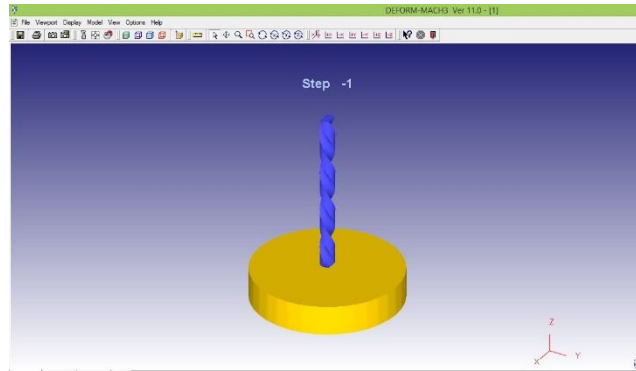 DEFORM-MACH3 Ver 11.0 - [1]
File Viewport Display Model View Options Help
Step -1
Z
X Y